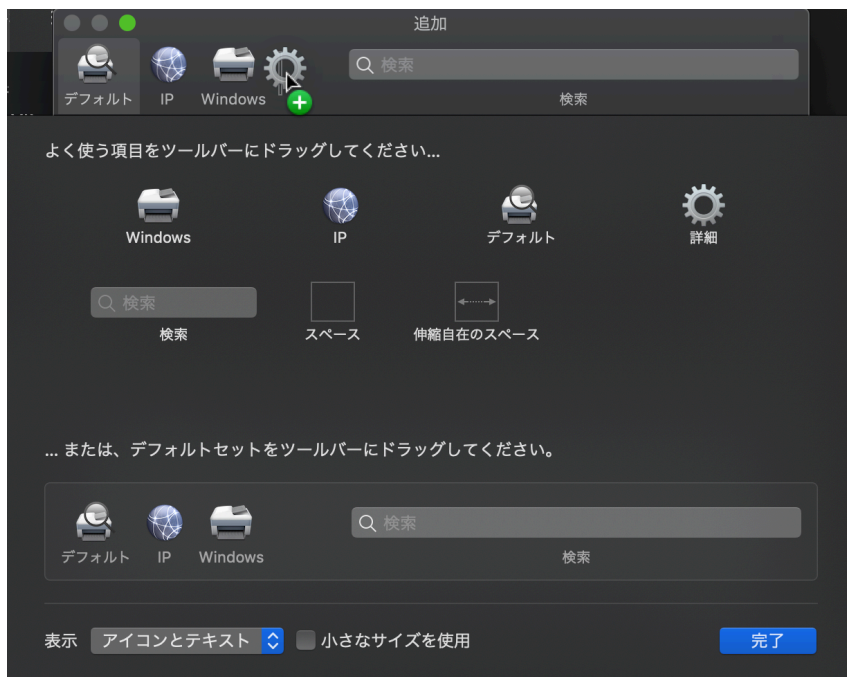 追加
検索
デフォルト IP Windows 検索
よく使う項目をツールバーにドラッグしてください...
Windows IP デフォルト 詳細
検索
検索 スペース 伸縮自在のスペース
... または、デフォルトセットをツールバーにドラッグしてください。
検索
デフォルト IP Windows 検索
表示 アイコンとテキスト 小さなサイズを使用 完了